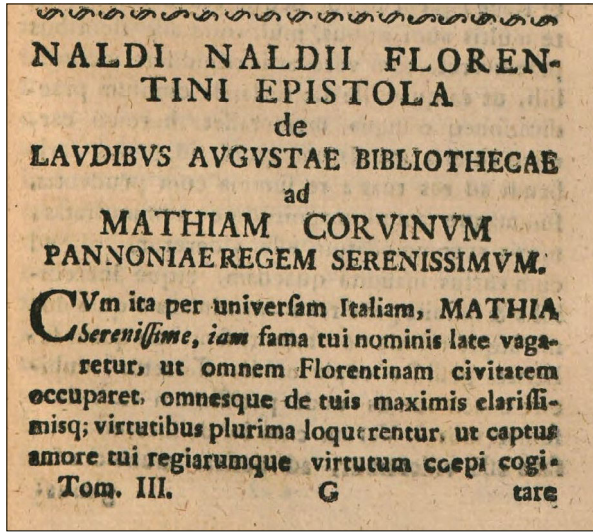 NALDI NALDII FLOREN-
TINI EPISTOLA
de
LAVDIBVS AVGVSTAE BIBLIOTHECAE
ad
MATHIAM CORVINVM
PANNONIAE REGEM SERENISSIMVM.
CVm ita per univerſam Italiam, MATHIA
Sereniſſime, iam fama tui nominis late vaga-
retur, ut omnem Florentinam civitatem
occuparet, omnesque de tuis maximis clariſſi-
misq; virtutibus plurima loquerentur, ut captus
amore tui regiarumque virtutum coepi cogi-
Tom. III. G tare